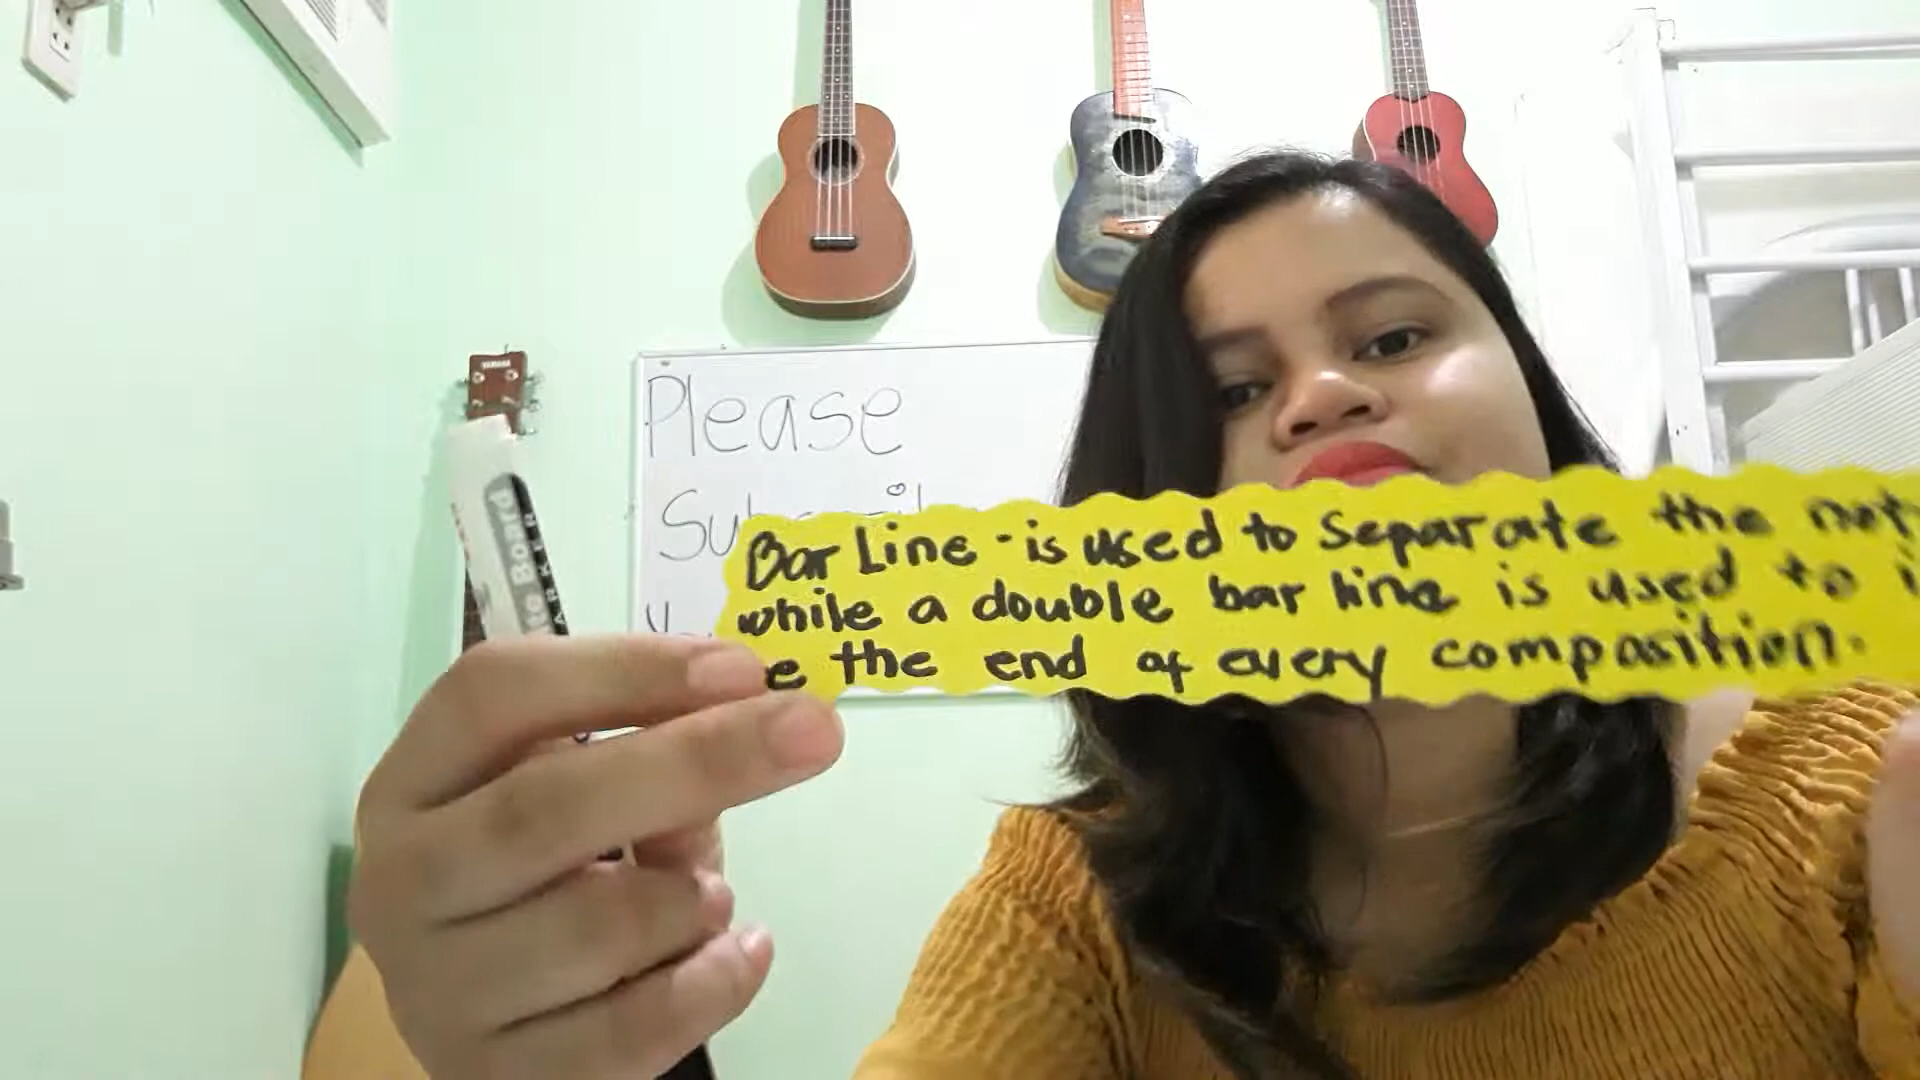 YAMAHA
Please
Bar Line - is used to separate the
while a double bar line is used to
the end of every composition.